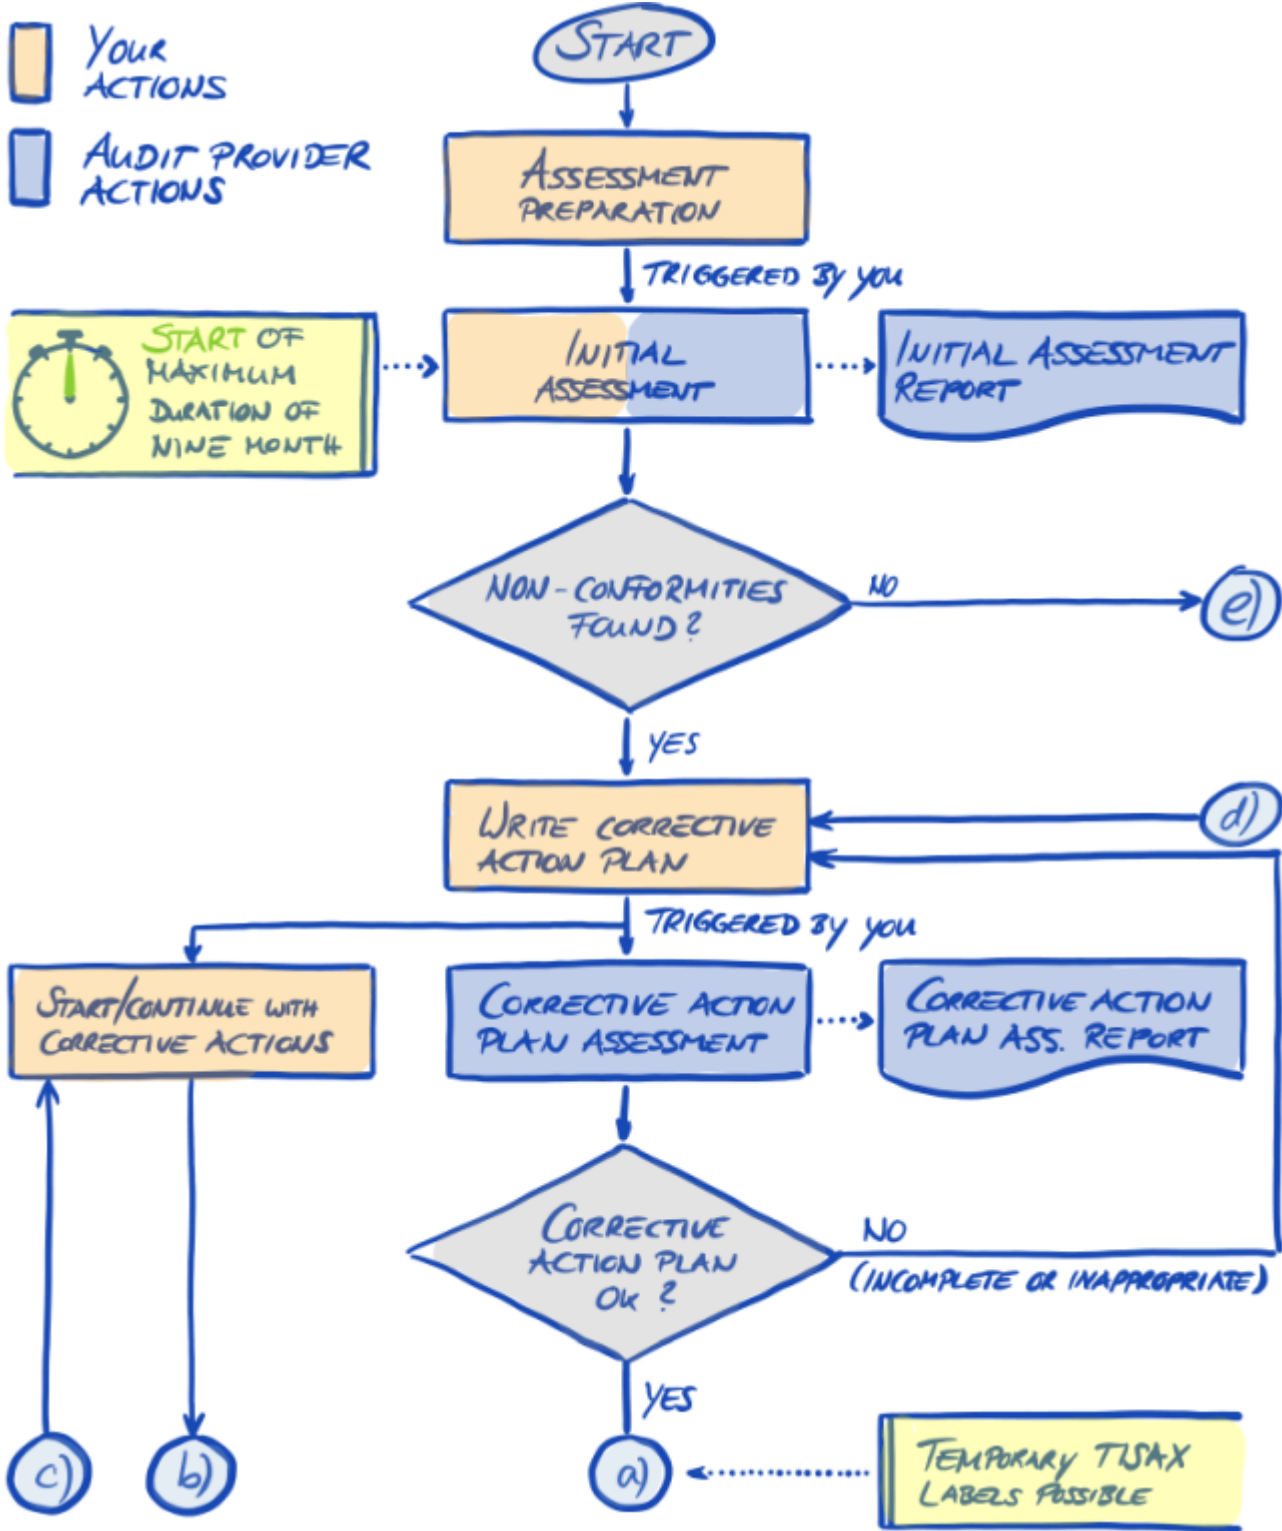 START
YOUR
ACTIONS
AUDIT PROVIDER
ACTIONS
ASSESSMENT
PREPARATION
TRIGGERED BY YOU
START OF
MAXIMUM
DURATION OF
NINE MONTH
INITIAL
ASSESSMENT
INITIAL ASSESSMENT
REPORT
NON-CONFORMITIES
FOUND?
NO
e)
YES
WRITE CORRECTIVE
ACTION PLAN
d)
TRIGGERED BY YOU
START/CONTINUE WITH
CORRECTIVE ACTIONS
CORRECTIVE ACTION
PLAN ASSESSMENT
CORRECTIVE ACTION
PLAN ASS. REPORT
CORRECTIVE
ACTION PLAN
OK?
NO
(INCOMPLETE OR INAPPROPRIATE)
YES
c)
b)
a)
TEMPORARY TISAX
LABELS POSSIBLE